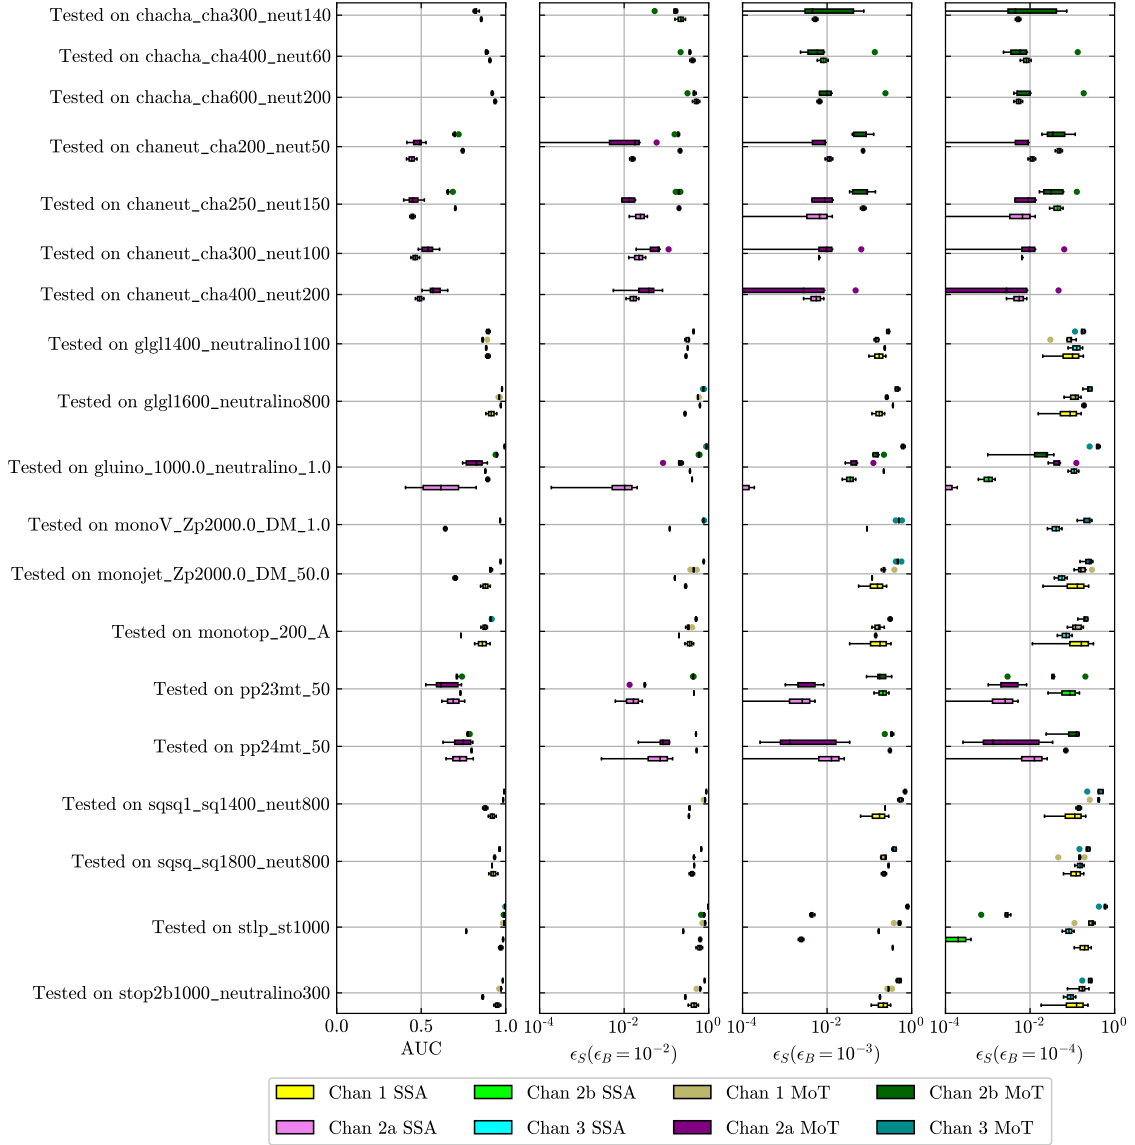 Tested on chacha_cha300_neut140
Tested on chacha_cha400_neut60
Tested on chacha_cha600_neut200
Tested on chaneut_cha200_neut50
Tested on chaneut_cha250_neut150
Tested on chaneut_cha300_neut100
Tested on chaneut_cha400_neut200
Tested on glgl1400_neutralino1100
Tested on glgl1600_neutralino800
Tested on gluino_1000.0_neutralino_1.0
Tested on monoV_Zp2000.0_DM_1.0
Tested on monojet_Zp2000.0_DM_50.0
Tested on monotop_200_A
Tested on pp23mt_50
Tested on pp24mt_50
Tested on sqsq1_sq1400_neut800
Tested on sqsq_sq1800_neut800
Tested on stlp_st1000
Tested on stop2b1000_neutralino300
0.0 0.5 1.0 10⁻⁴ 10⁻² 10⁰ 10⁻⁴ 10⁻² 10⁰ 10⁻⁴ 10⁻² 10⁰
AUC ϵ_S(ϵ_B = 10⁻²) ϵ_S(ϵ_B = 10⁻³) ϵ_S(ϵ_B = 10⁻⁴)
Chan 1 SSA Chan 2b SSA Chan 1 MoT Chan 2b MoT
Chan 2a SSA Chan 3 SSA Chan 2a MoT Chan 3 MoT